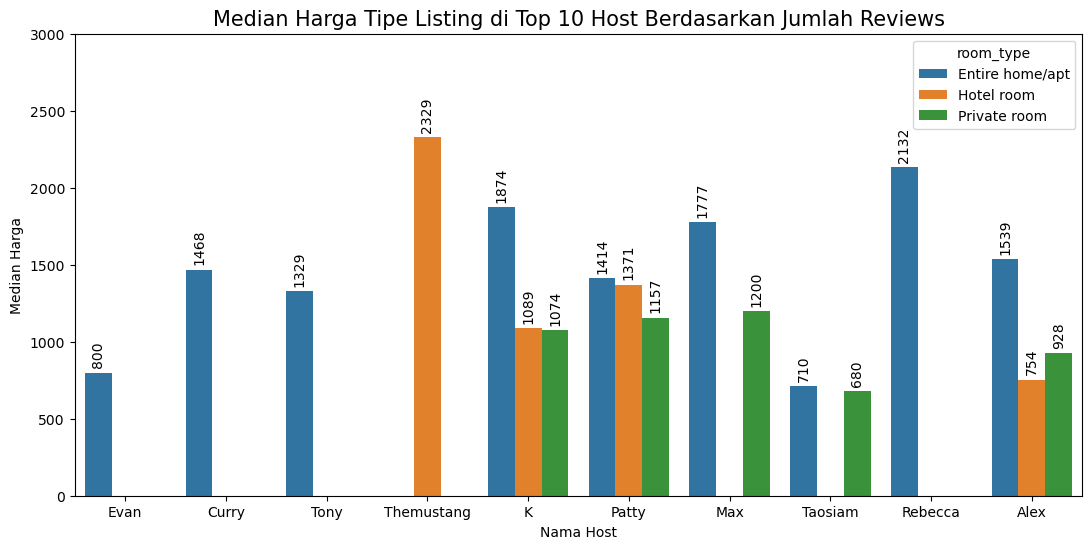 Median Harga Tipe Listing di Top 10 Host Berdasarkan Jumlah Reviews
room_type
Entire home/apt
Hotel room
Private room
Median Harga
3000
2500
2000
1500
1000
500
0
800
1468
1329
2329
1874
1089
1074
1414
1371
1157
1777
1200
710
680
2132
1539
754
928
Evan
Curry
Tony
Themustang
K
Patty
Max
Taosiam
Rebecca
Alex
Nama Host